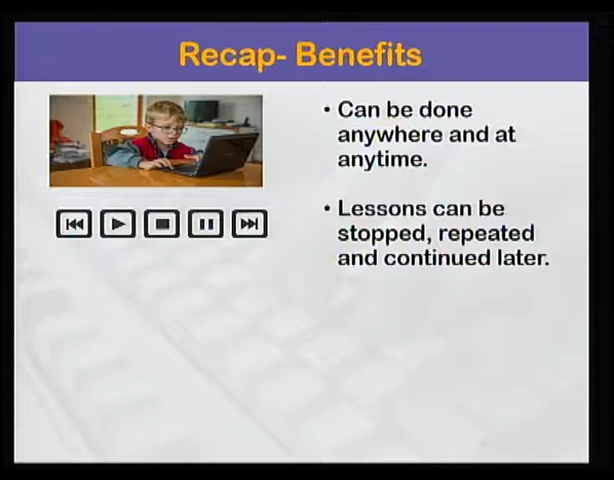 Recap- Benefits
• Can be done
anywhere and at
anytime.
• Lessons can be
stopped, repeated
and continued later.